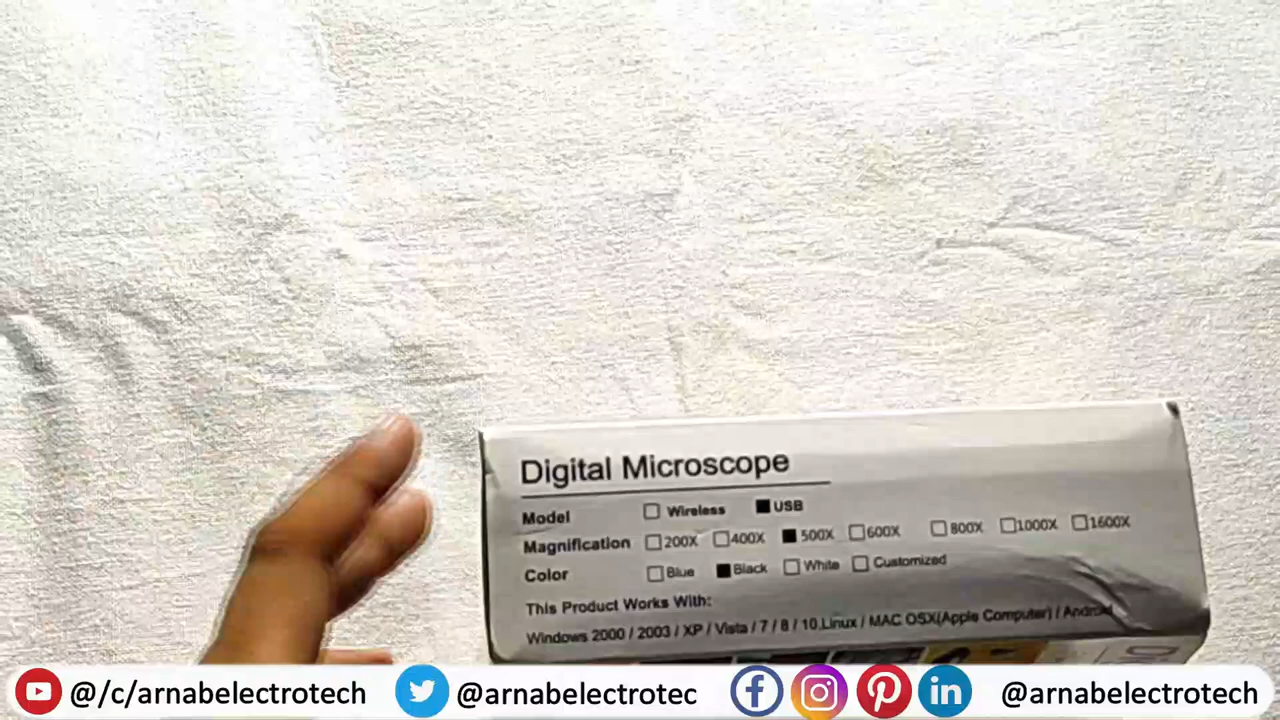 Digital Microscope
Model ☐ Wireless ■ USB
Magnification ☐ 200X ☐ 400X ■ 500X ☐ 600X ☐ 800X ☐ 1000X ☐ 1600X
Color ☐ Blue ■ Black ☐ White ☐ Customized
This Product Works With:
Windows 2000 / 2003 / XP / Vista / 7 / 8 / 10.Linux / MAC OSX(Apple Computer) / Android
@/c/arnabelectrotech @arnabelectrotec @arnabelectrotech